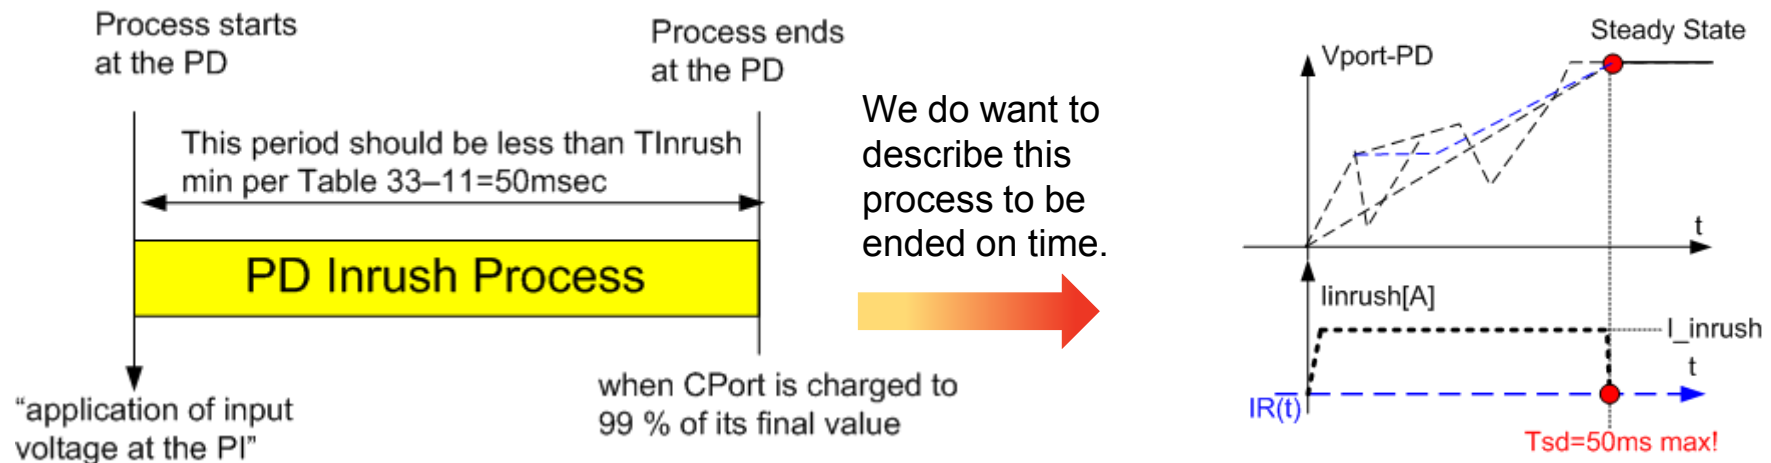 Process starts
at the PD
Process ends
at the PD
This period should be less than TInrush
min per Table 33–11=50msec
PD Inrush Process
"application of input
voltage at the PI"
when CPort is charged to
99 % of its final value
We do want to
describe this
process to be
ended on time.
Steady State
Vport-PD
t
Iinrush[A]
I_inrush
t
IR(t)
Tsd=50ms max!